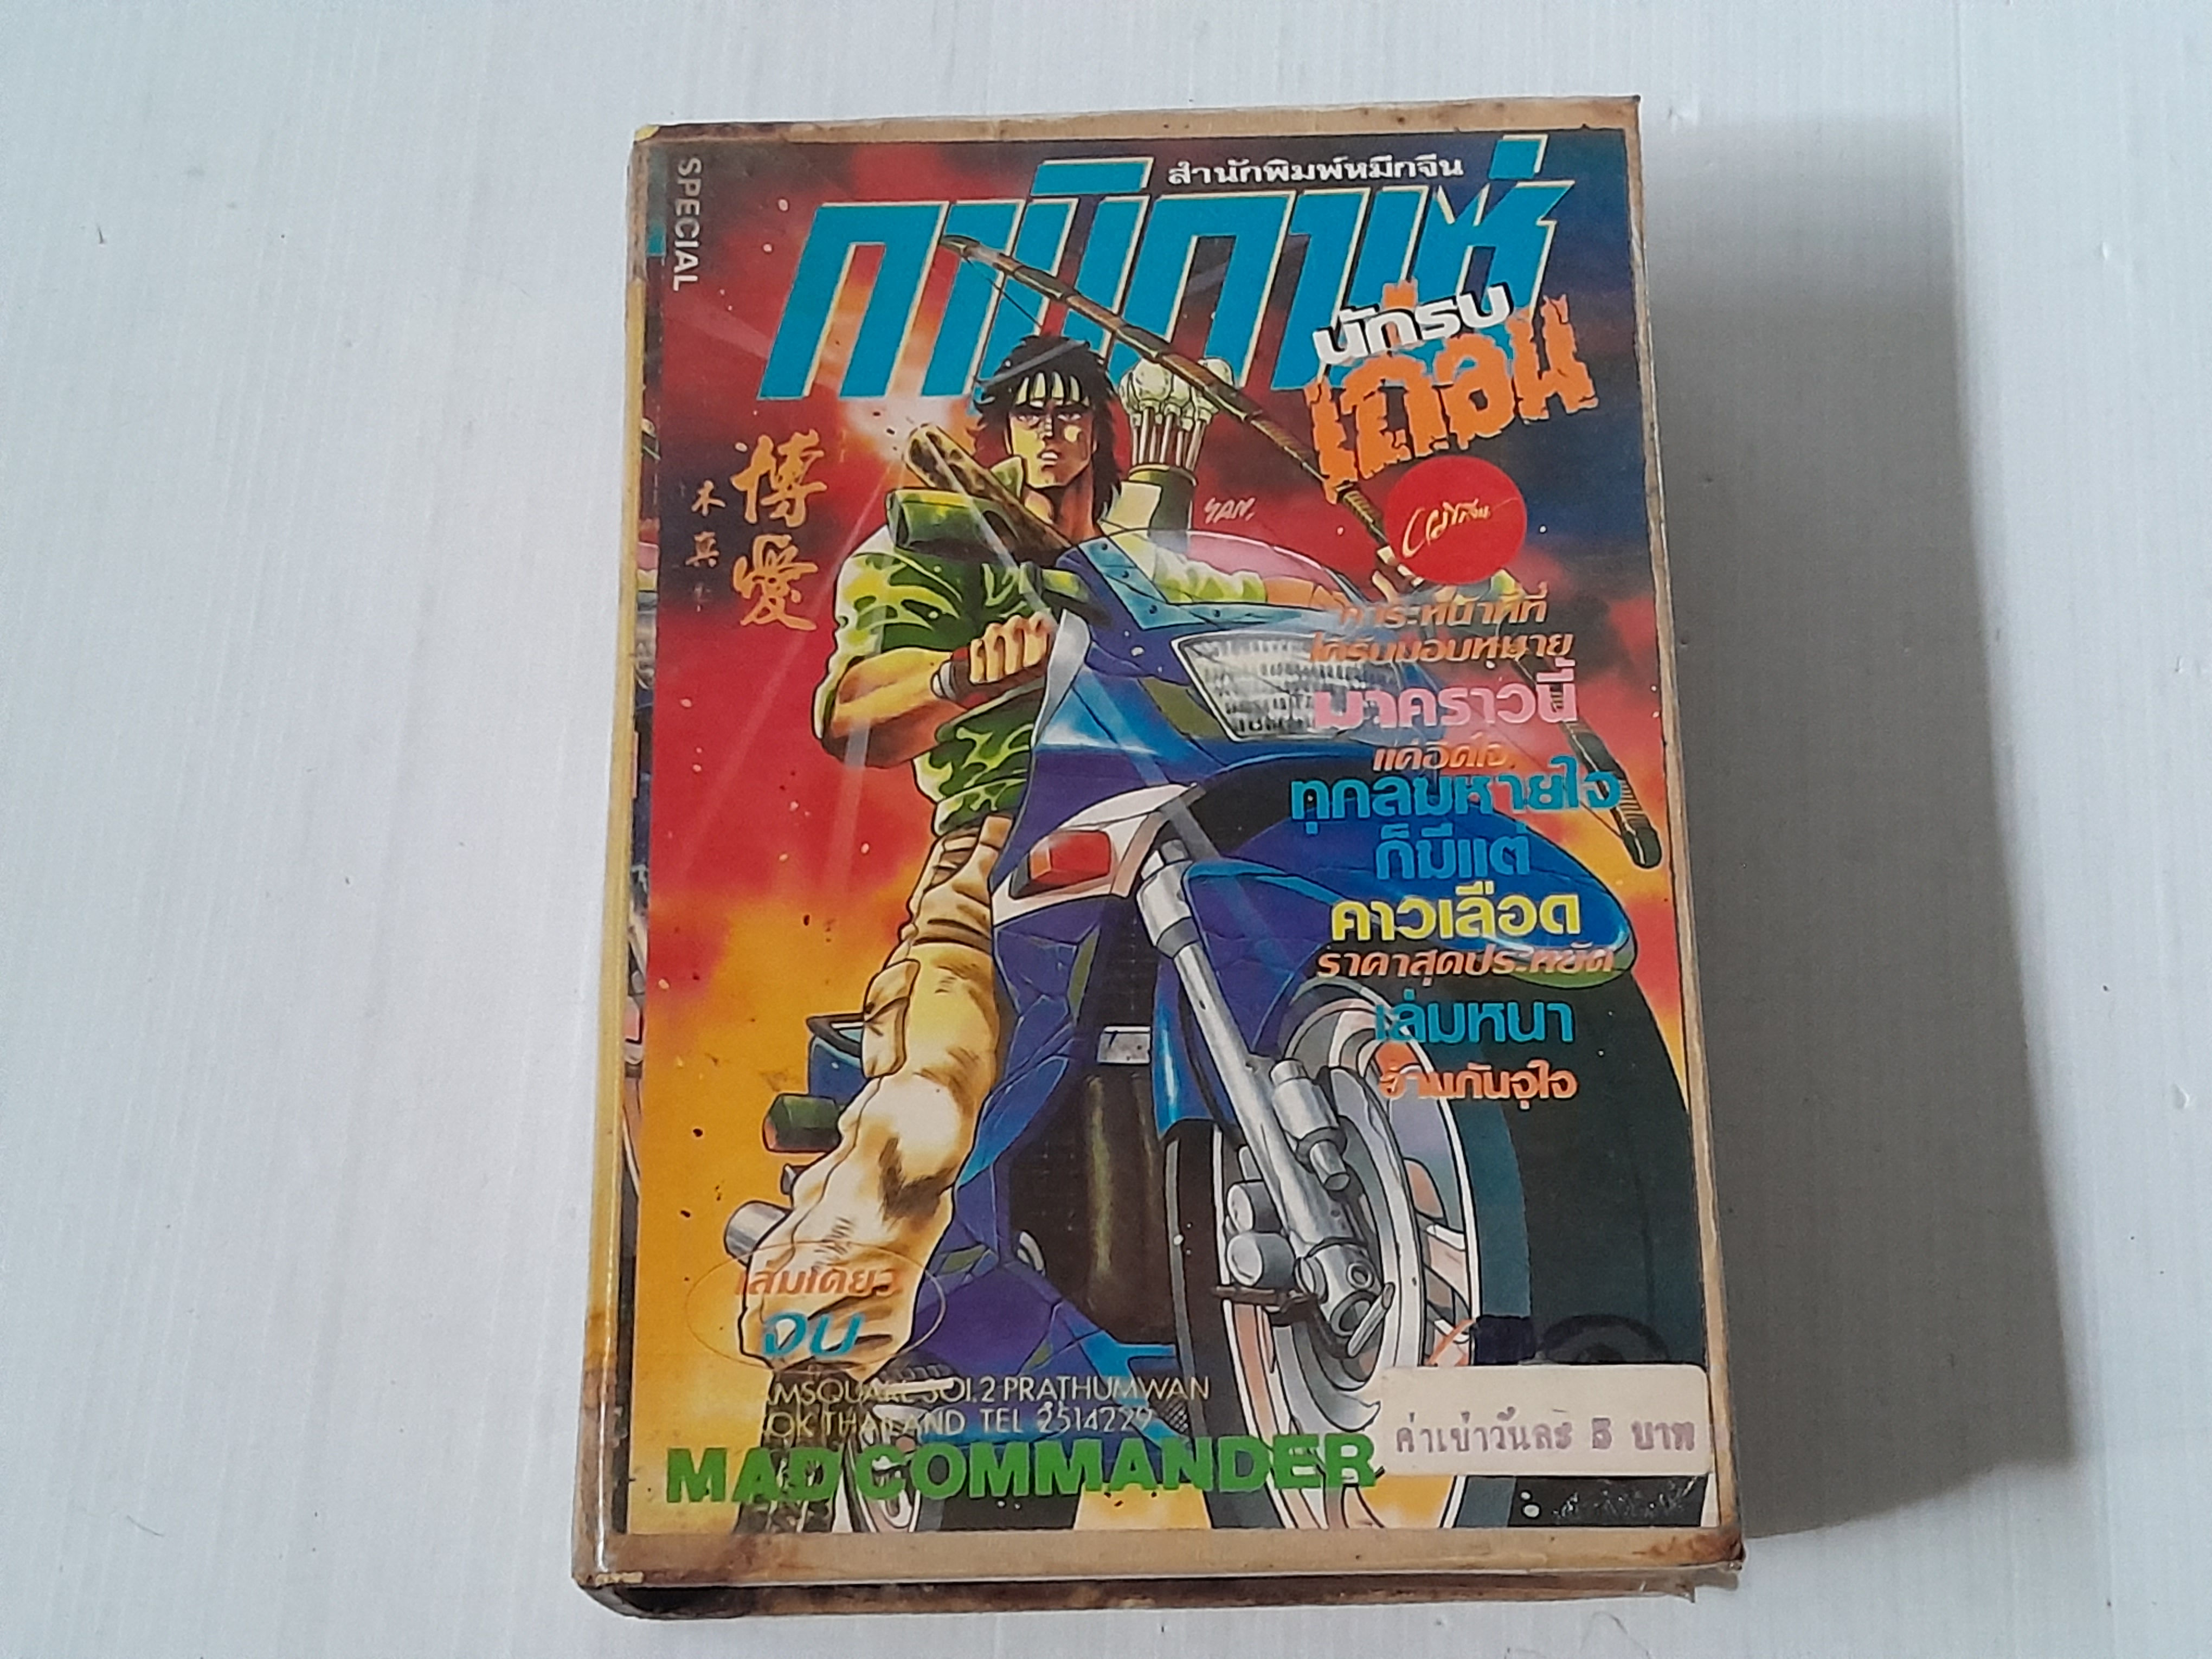 SPECIAL
สำนักพิมพ์หมึกจีน
กาบิกาเซ่
นักรบ
เถื่อน
博愛
SAN.
ภาระหน้าที่ที่
ได้รับมอบหมาย
มาคราวนี้
แค่อึดใจ
ทุกลมหายใจ
ก็มีแต่
คาวเลือด
ราคาสุดประหยัด
เล่มหนา
อ่านกันจุใจ
เล่มเดียว
จบ
AMSQUARE SOI.2 PRATHUMWAN
OK THAILAND TEL 2514229
MAD COMMANDER
ค่าเช่าวันละ 5 บาท